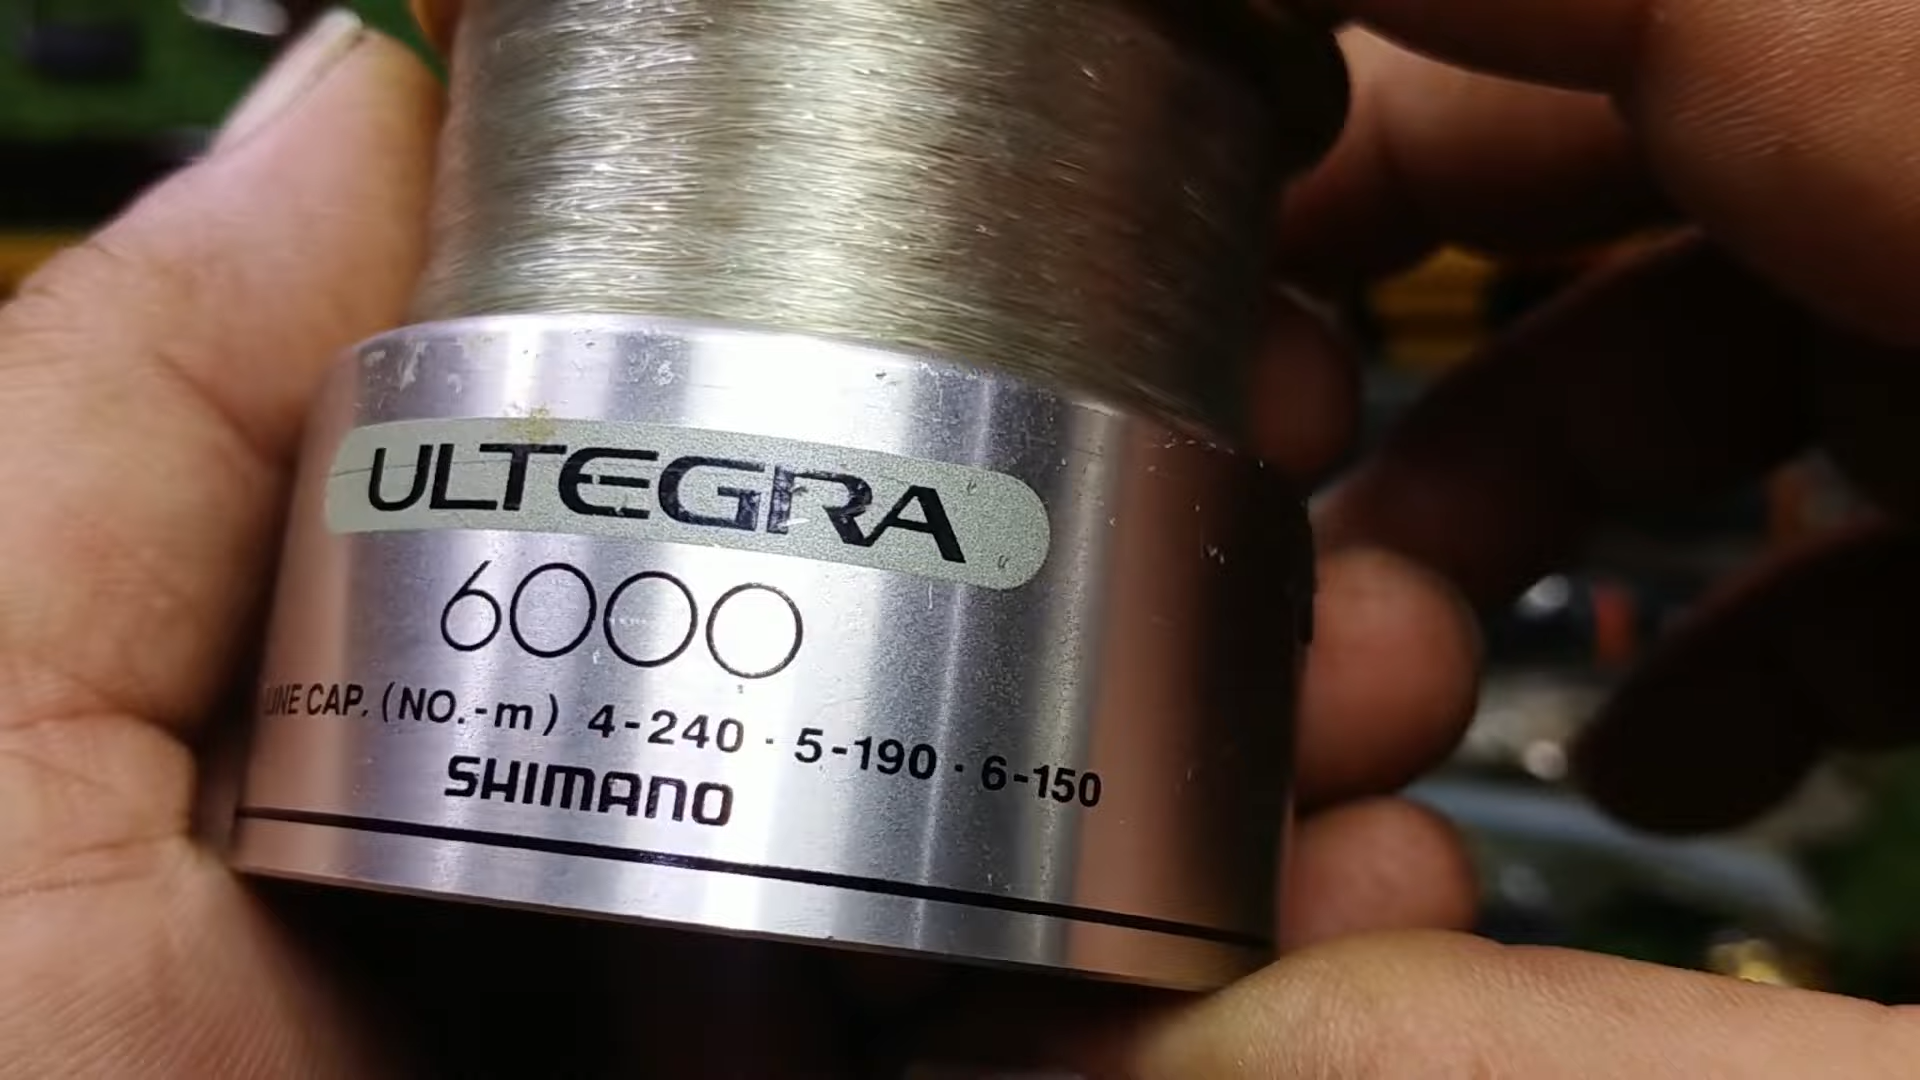 ULTEGRA
6000
LINE CAP. (NO.-m) 4-240 · 5-190 · 6-150
SHIMANO